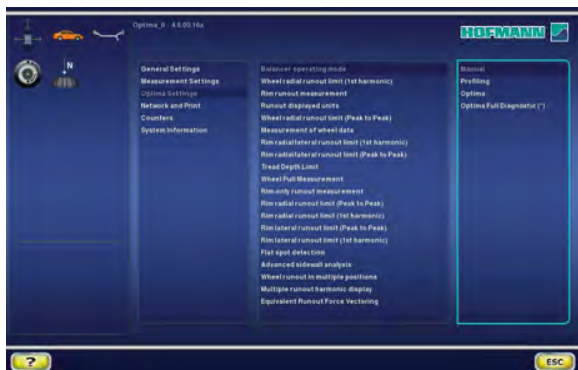 Optima_II - 4.6.00.16a
HOFMANN
N
General Settings
Measurement Settings
Optima Settings
Network and Print
Counters
System Information
Balancer operating mode
Wheel radial runout limit (1st harmonic)
Rim runout measurement
Runout displayed units
Wheel radial runout limit (Peak to Peak)
Measurement of wheel data
Rim radial/lateral runout limit (1st harmonic)
Rim radial/lateral runout limit (Peak to Peak)
Tread Depth Limit
Wheel Pull Measurement
Rim-only runout measurement
Rim radial runout limit (Peak to Peak)
Rim radial runout limit (1st harmonic)
Rim lateral runout limit (Peak to Peak)
Rim lateral runout limit (1st harmonic)
Flat spot detection
Advanced sidewall analysis
Wheel runout in multiple positions
Multiple runout harmonic display
Equivalent Runout Force Vectoring
Manual
Profiling
Optima
Optima Full Diagnostic (*)
?
ESC